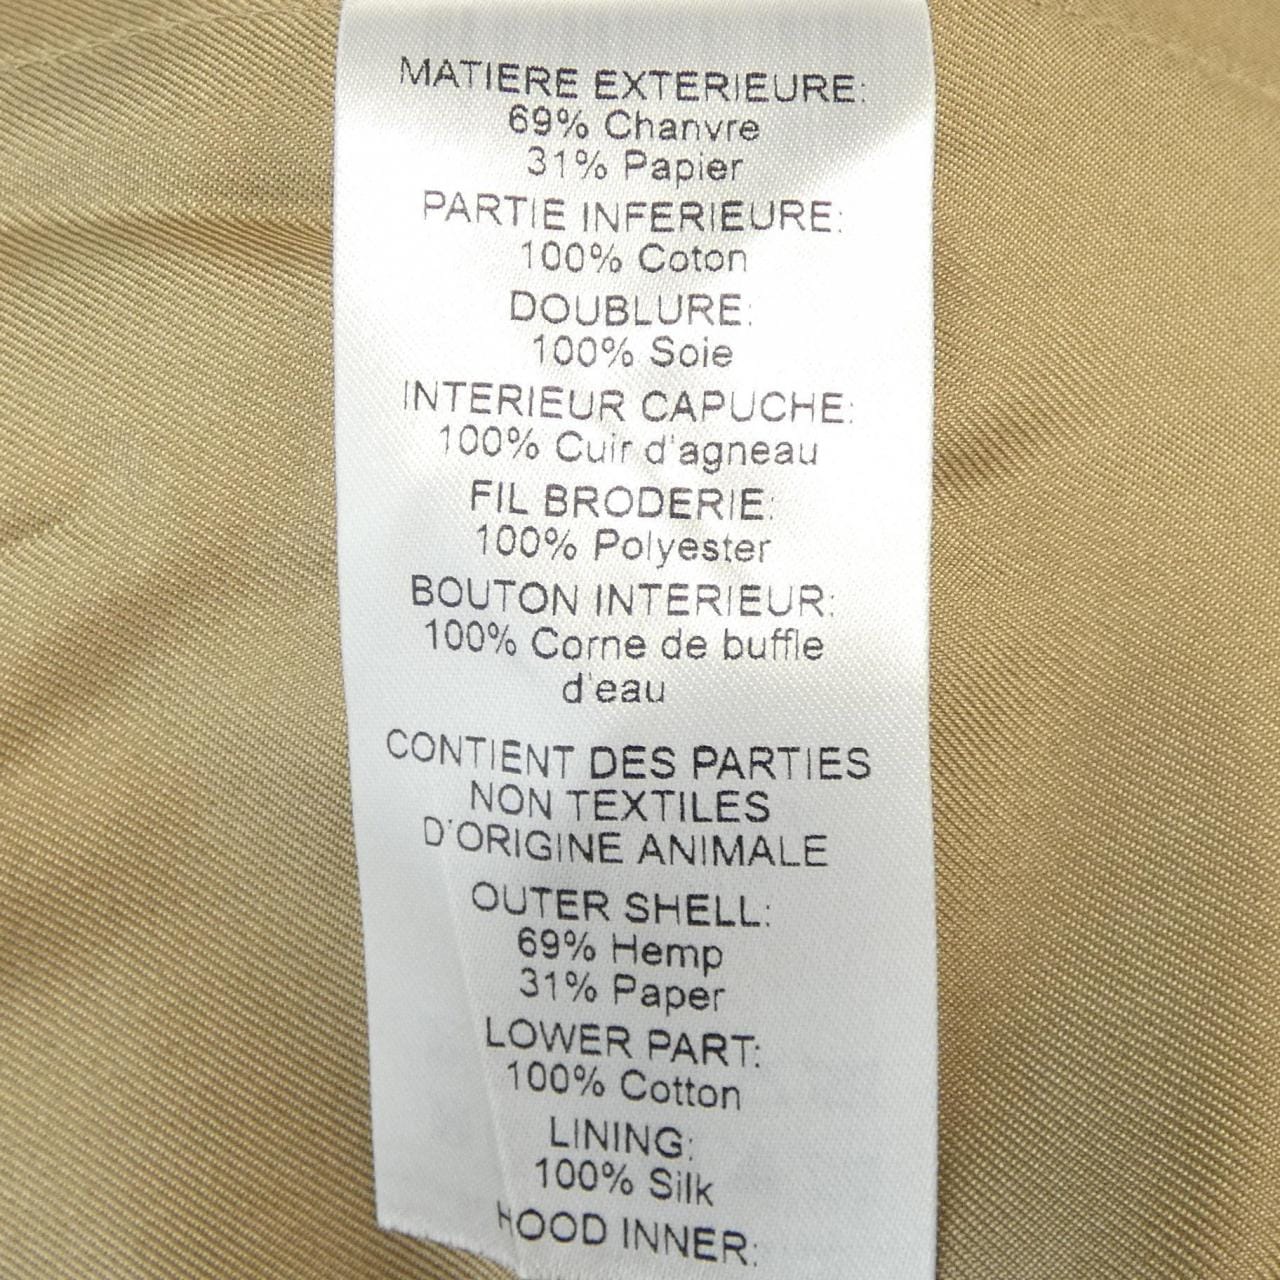 MATIERE EXTERIEURE:
69% Chanvre
31% Papier
PARTIE INFERIEURE:
100% Coton
DOUBLURE:
100% Soie
INTERIEUR CAPUCHE:
100% Cuir d'agneau
FIL BRODERIE:
100% Polyester
BOUTON INTERIEUR:
100% Corne de buffle
d'eau
CONTIENT DES PARTIES
NON TEXTILES
D'ORIGINE ANIMALE
OUTER SHELL:
69% Hemp
31% Paper
LOWER PART:
100% Cotton
LINING:
100% Silk
HOOD INNER: